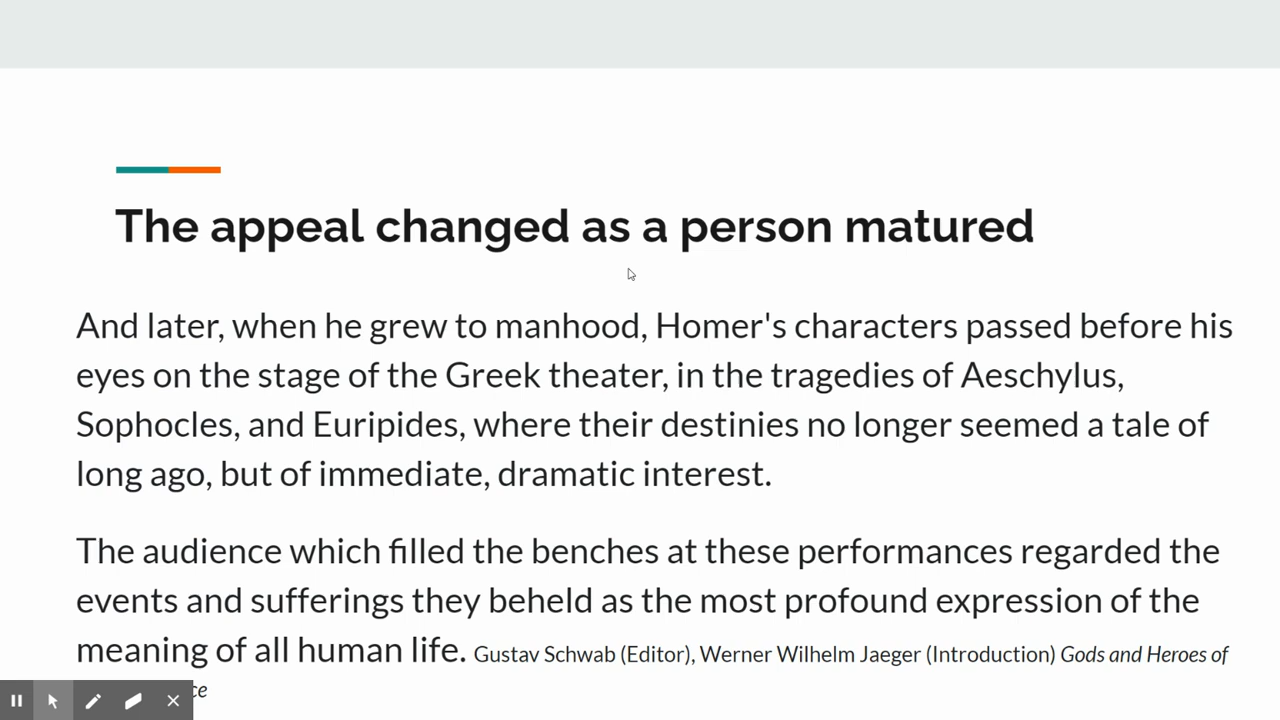 The appeal changed as a person matured
And later, when he grew to manhood, Homer's characters passed before his
eyes on the stage of the Greek theater, in the tragedies of Aeschylus,
Sophocles, and Euripides, where their destinies no longer seemed a tale of
long ago, but of immediate, dramatic interest.
The audience which filled the benches at these performances regarded the
events and sufferings they beheld as the most profound expression of the
meaning of all human life. Gustav Schwab (Editor), Werner Wilhelm Jaeger (Introduction) Gods and Heroes of